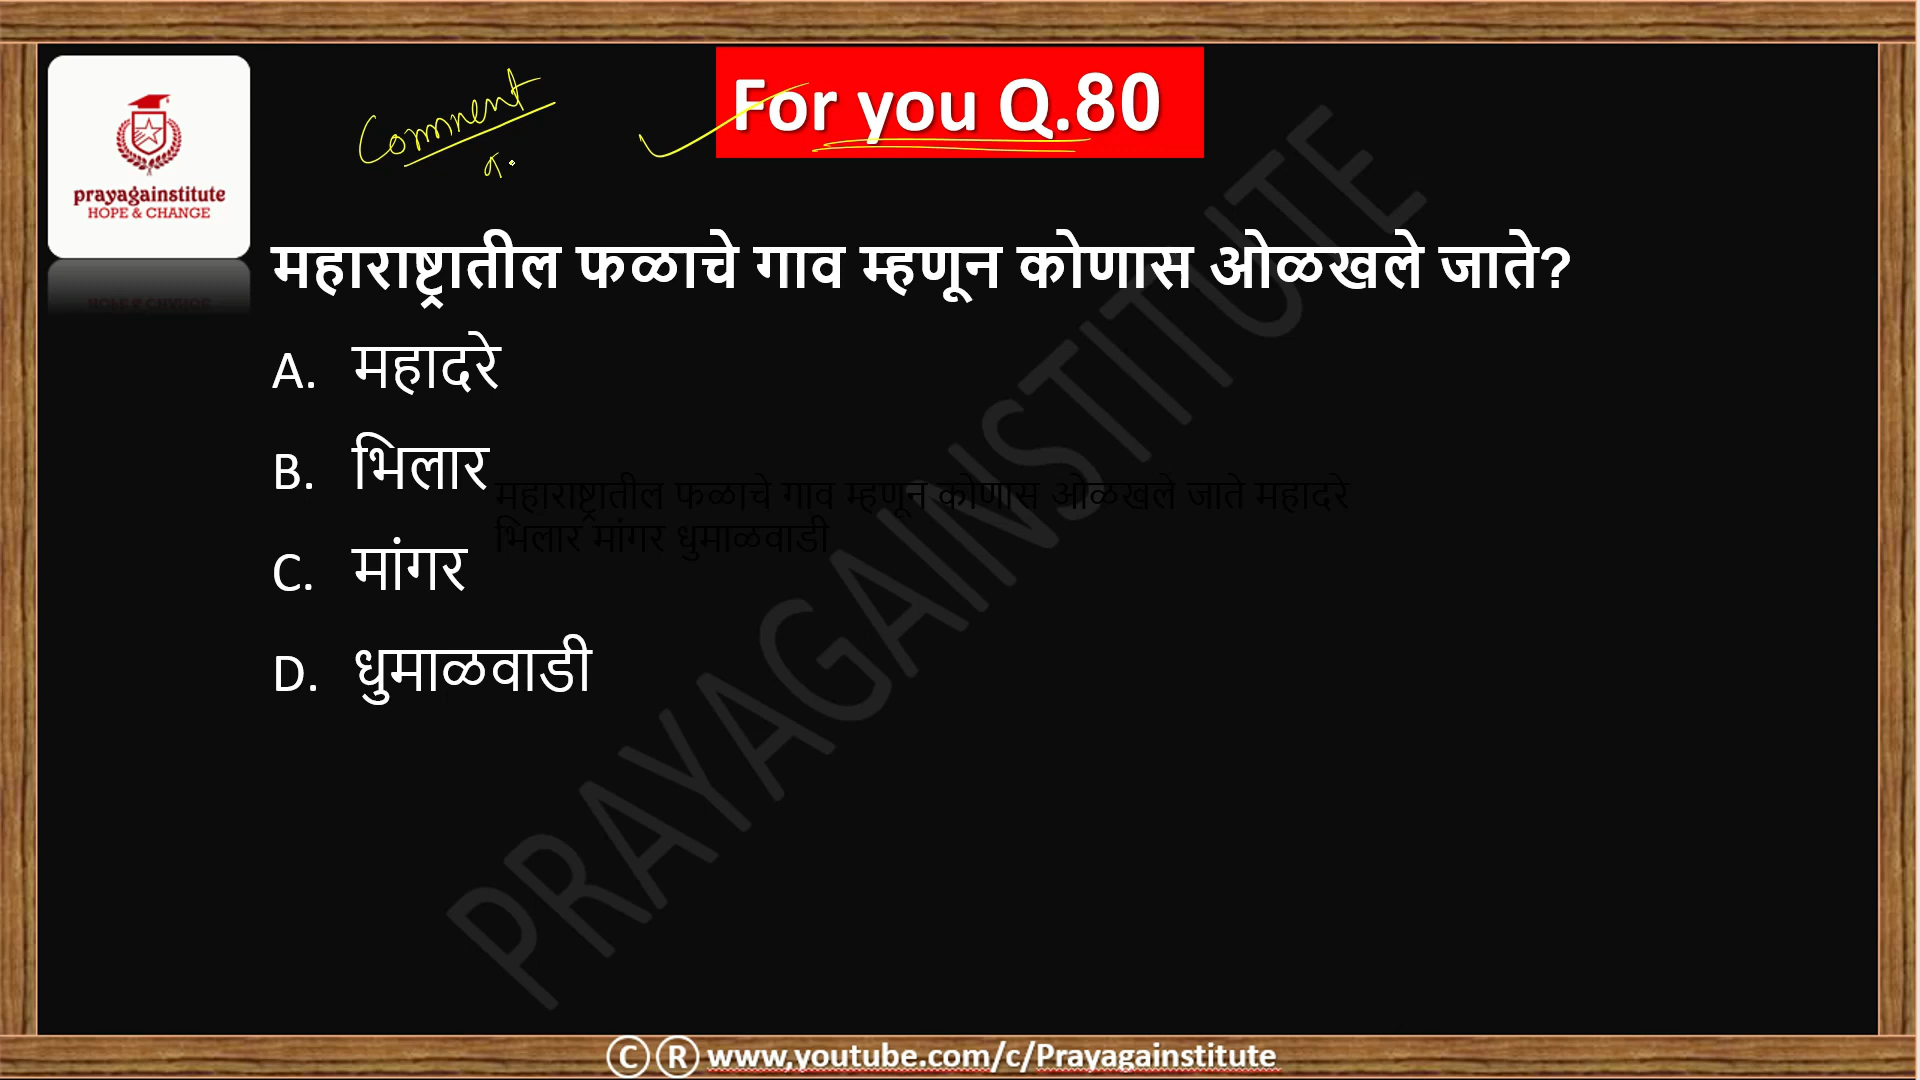 prayagainstitute
HOPE & CHANGE
Comment
For you Q.80
महाराष्ट्रातील फळाचे गाव म्हणून कोणास ओळखले जाते?
A. महादरे
B. भिलार
महाराष्ट्रातील फळाचे गाव म्हणून कोणास ओळखले जाते महादरे
भिलार मांगर धुमाळवाडी
C. मांगर
D. धुमाळवाडी
PRAYAGAINSTITUTE
© ® www.youtube.com/c/Prayagainstitute